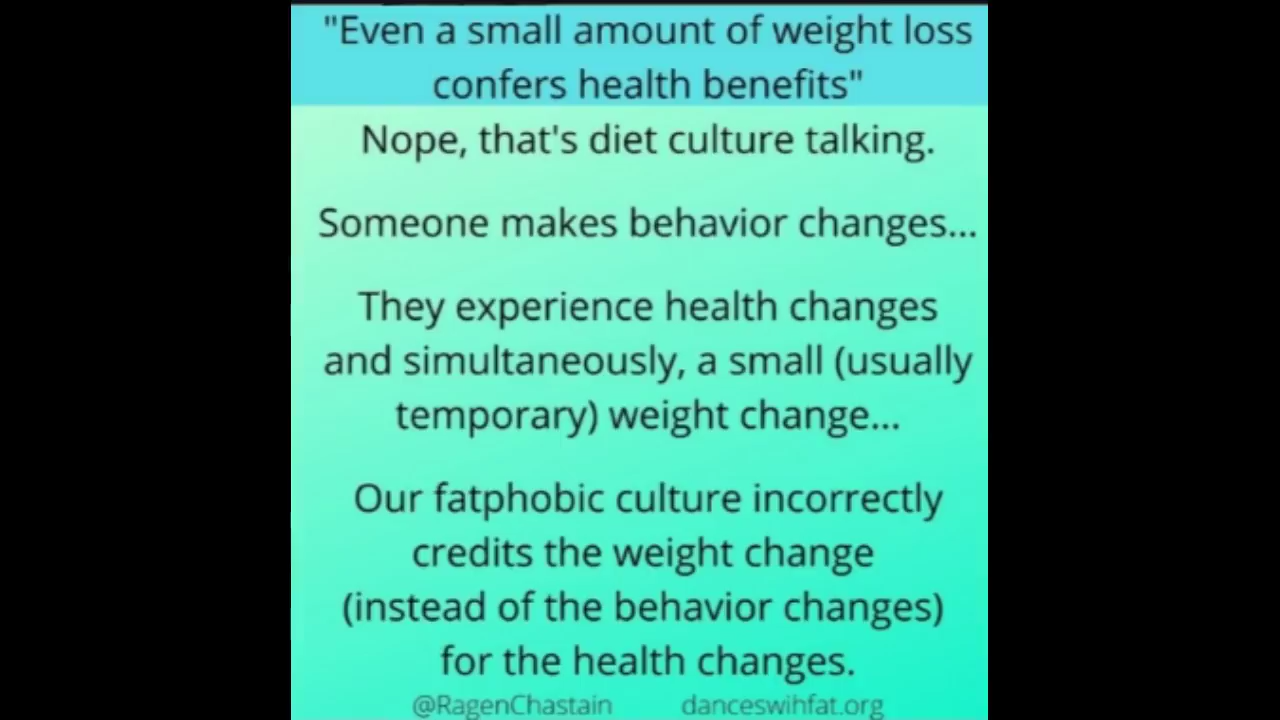 "Even a small amount of weight loss
confers health benefits"
Nope, that's diet culture talking.
Someone makes behavior changes...
They experience health changes
and simultaneously, a small (usually
temporary) weight change...
Our fatphobic culture incorrectly
credits the weight change
(instead of the behavior changes)
for the health changes.
@RagenChastain danceswihfat.org